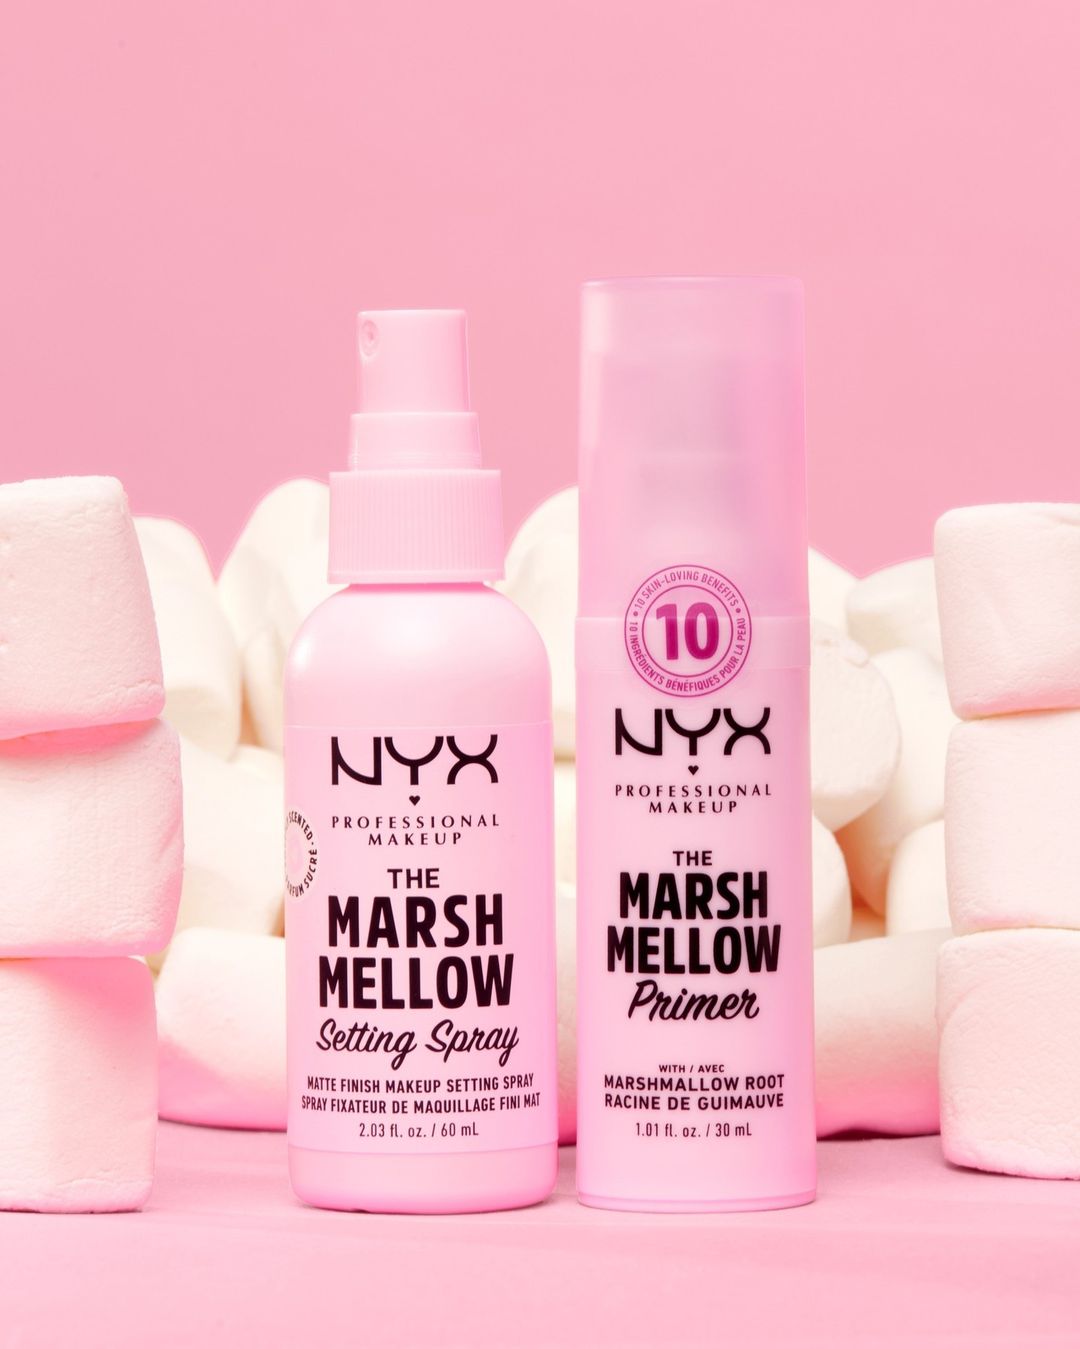 NYX
PROFESSIONAL
MAKEUP
THE
MARSH
MELLOW
Setting Spray
MATTE FINISH MAKEUP SETTING SPRAY
SPRAY FIXATEUR DE MAQUILLAGE FINI MAT
2.03 fl. oz. / 60 mL
SCENTED
SUCRÉ
10 SKIN-LOVING BENEFITS
10
10 INGRÉDIENTS BÉNÉFIQUES POUR LA PEAU
NYX
PROFESSIONAL
MAKEUP
THE
MARSH
MELLOW
Primer
WITH / AVEC
MARSHMALLOW ROOT
RACINE DE GUIMAUVE
1.01 fl. oz. / 30 mL